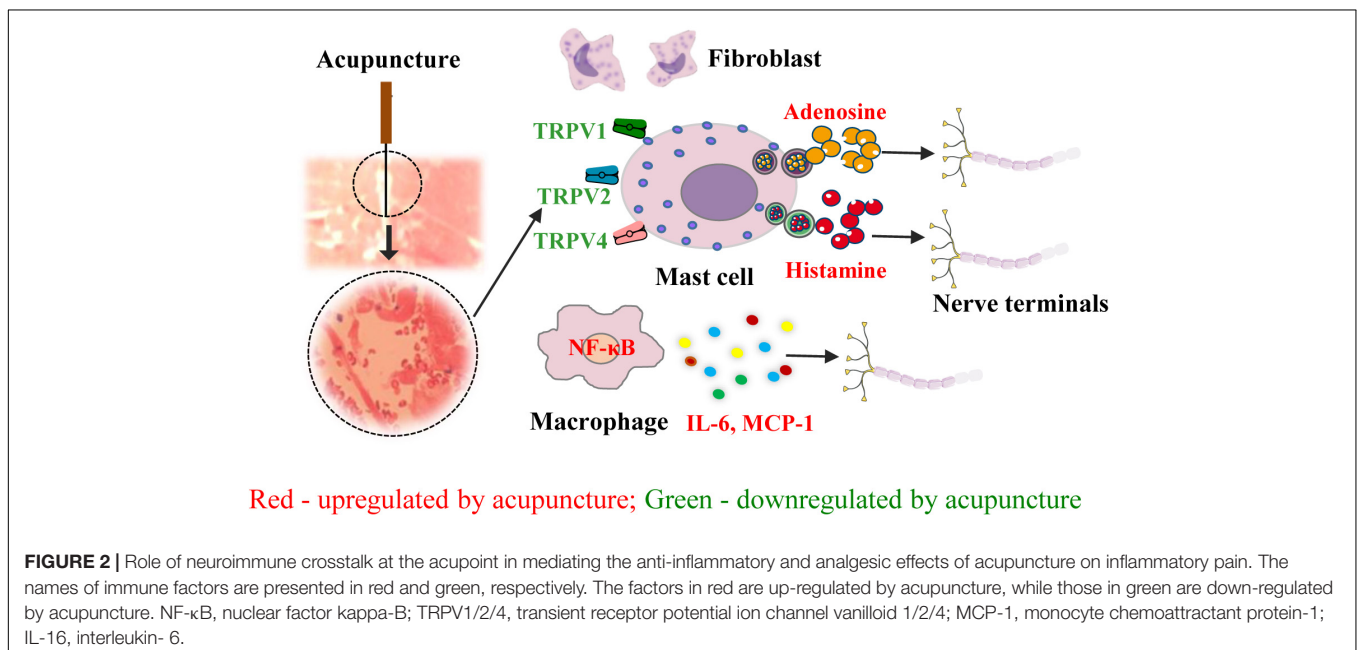 Acupuncture
Fibroblast
TRPV1
TRPV2
TRPV4
Adenosine
Histamine
Mast cell
Nerve terminals
NF-κB
Macrophage
IL-6, MCP-1
Red - upregulated by acupuncture; Green - downregulated by acupuncture
FIGURE 2 | Role of neuroimmune crosstalk at the acupoint in mediating the anti-inflammatory and analgesic effects of acupuncture on inflammatory pain. The
names of immune factors are presented in red and green, respectively. The factors in red are up-regulated by acupuncture, while those in green are down-regulated
by acupuncture. NF-κB, nuclear factor kappa-B; TRPV1/2/4, transient receptor potential ion channel vanilloid 1/2/4; MCP-1, monocyte chemoattractant protein-1;
IL-16, interleukin- 6.